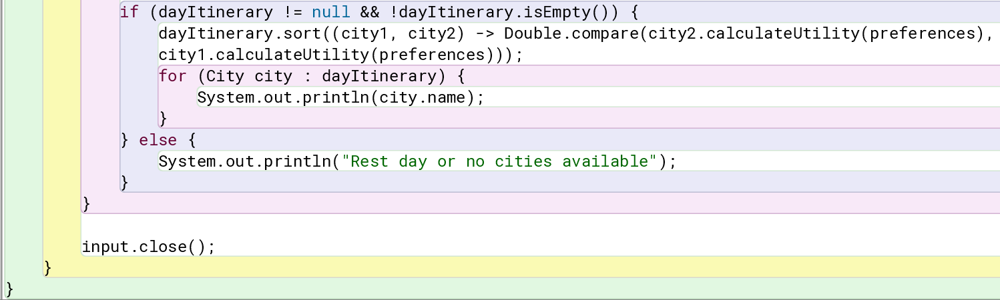 if (dayItinerary != null && !dayItinerary.isEmpty()) {
dayItinerary.sort((city1, city2) -> Double.compare(city2.calculateUtility(preferences),
city1.calculateUtility(preferences)));
for (City city : dayItinerary) {
System.out.println(city.name);
}
} else {
System.out.println("Rest day or no cities available");
}
}
input.close();
}
}